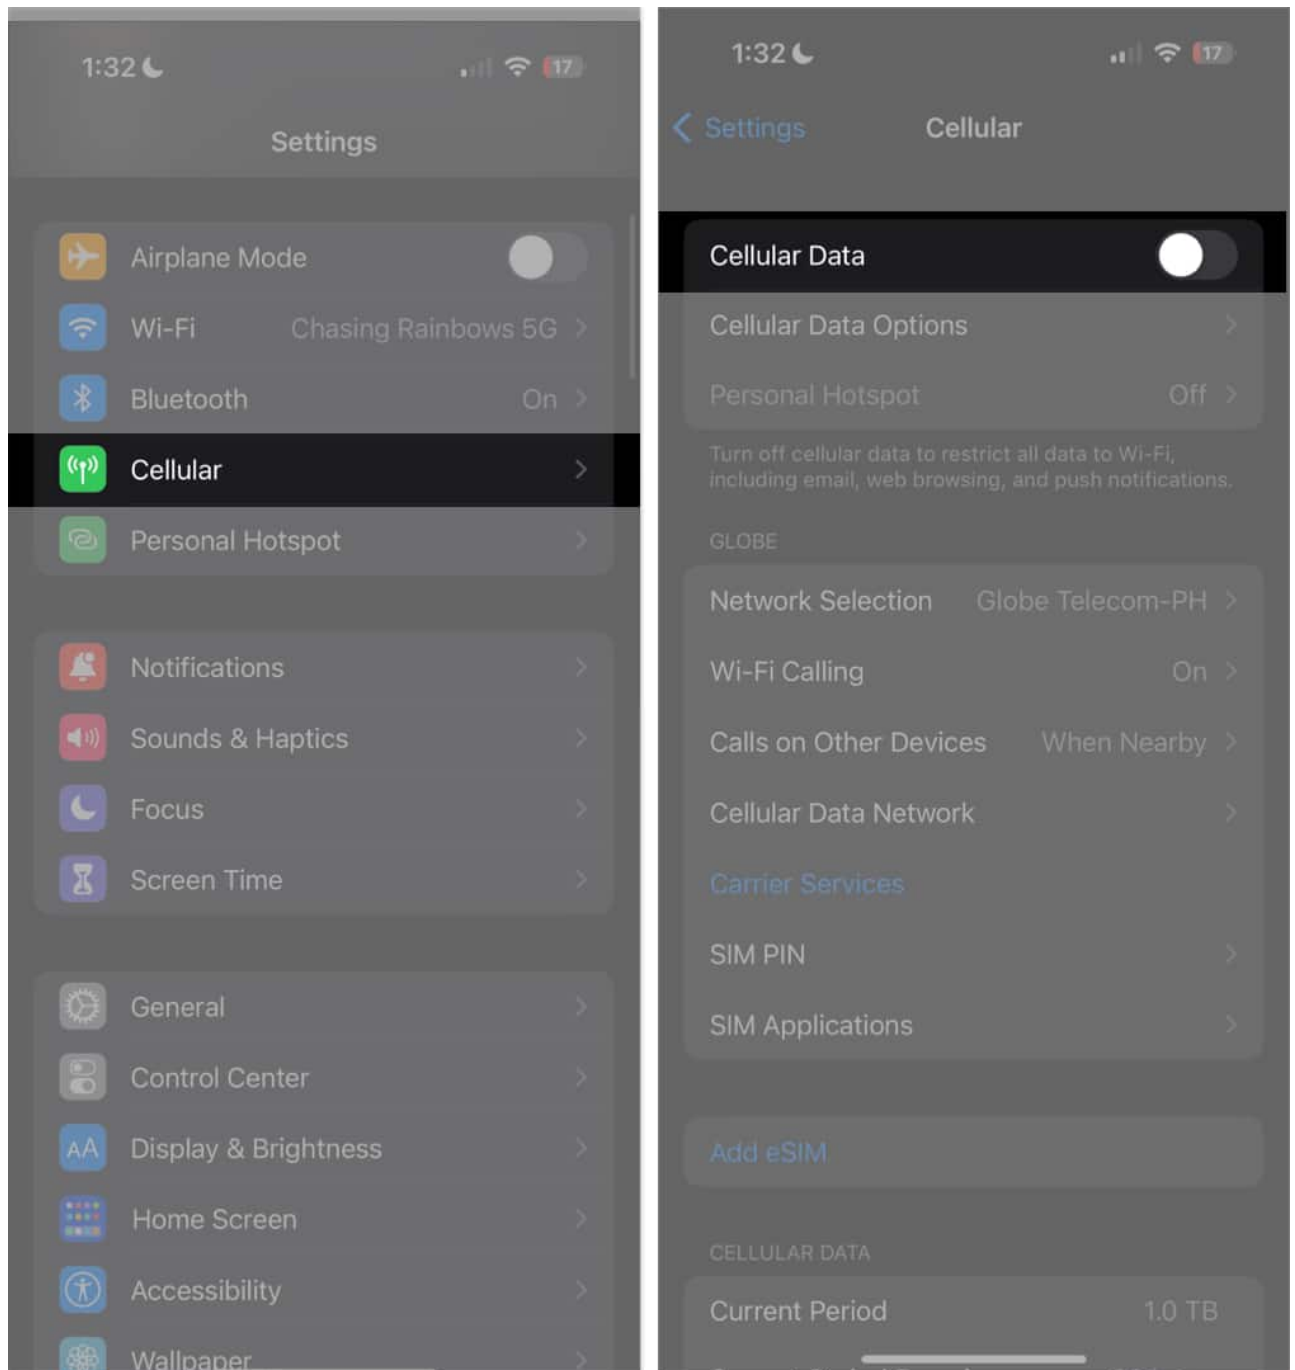 1:32
17
Settings
Airplane Mode
Wi-Fi Chasing Rainbows 5G
Bluetooth On
Cellular
Personal Hotspot
Notifications
Sounds & Haptics
Focus
Screen Time
General
Control Center
AA Display & Brightness
Home Screen
Accessibility
Wallpaper
1:32
17
Settings Cellular
Cellular Data
Cellular Data Options
Personal Hotspot Off
Turn off cellular data to restrict all data to Wi-Fi,
including email, web browsing, and push notifications.
GLOBE
Network Selection Globe Telecom-PH
Wi-Fi Calling On
Calls on Other Devices When Nearby
Cellular Data Network
Carrier Services
SIM PIN
SIM Applications
Add eSIM
CELLULAR DATA
Current Period 1.0 TB